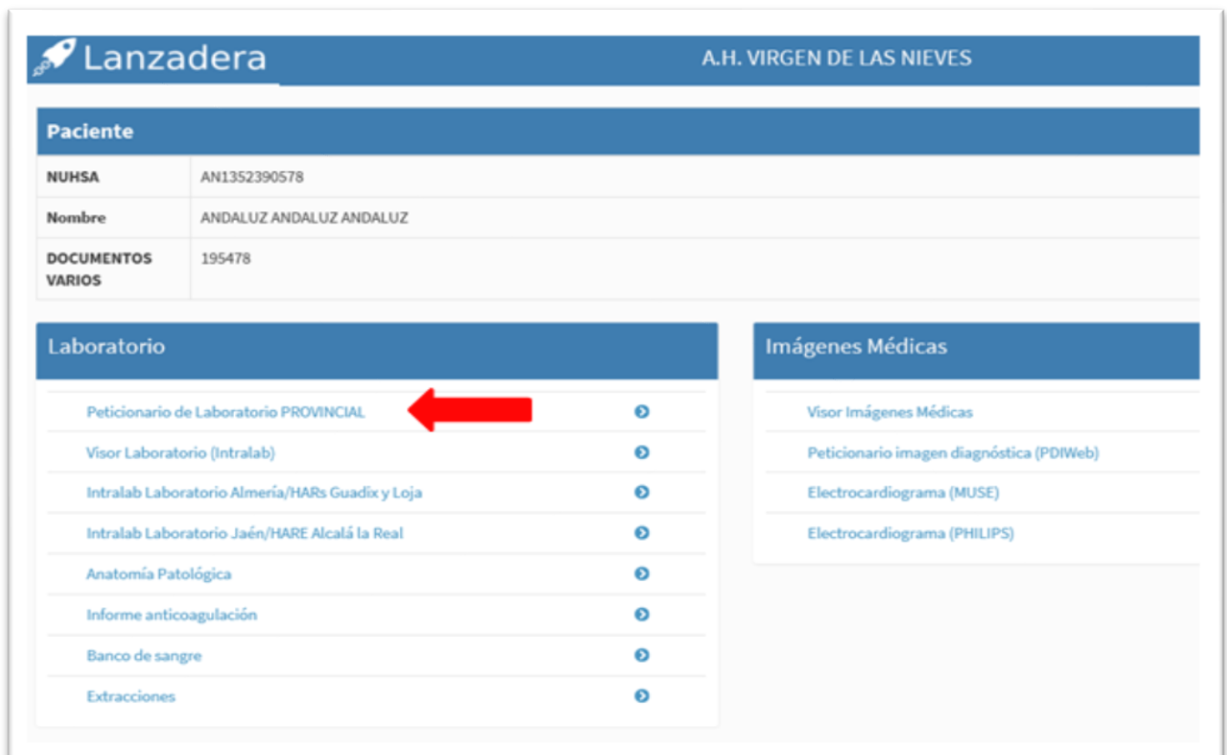 Lanzadera
A.H. VIRGEN DE LAS NIEVES
Paciente
NUHSA AN1352390578
Nombre ANDALUZ ANDALUZ ANDALUZ
DOCUMENTOS 195478
VARIOS
Laboratorio
Peticionario de Laboratorio PROVINCIAL
Visor Laboratorio (Intralab)
Intralab Laboratorio Almería/HARs Guadix y Loja
Intralab Laboratorio Jaén/HARE Alcalá la Real
Anatomía Patológica
Informe anticoagulación
Banco de sangre
Extracciones
Imágenes Médicas
Visor Imágenes Médicas
Peticionario imagen diagnóstica (PDIWeb)
Electrocardiograma (MUSE)
Electrocardiograma (PHILIPS)